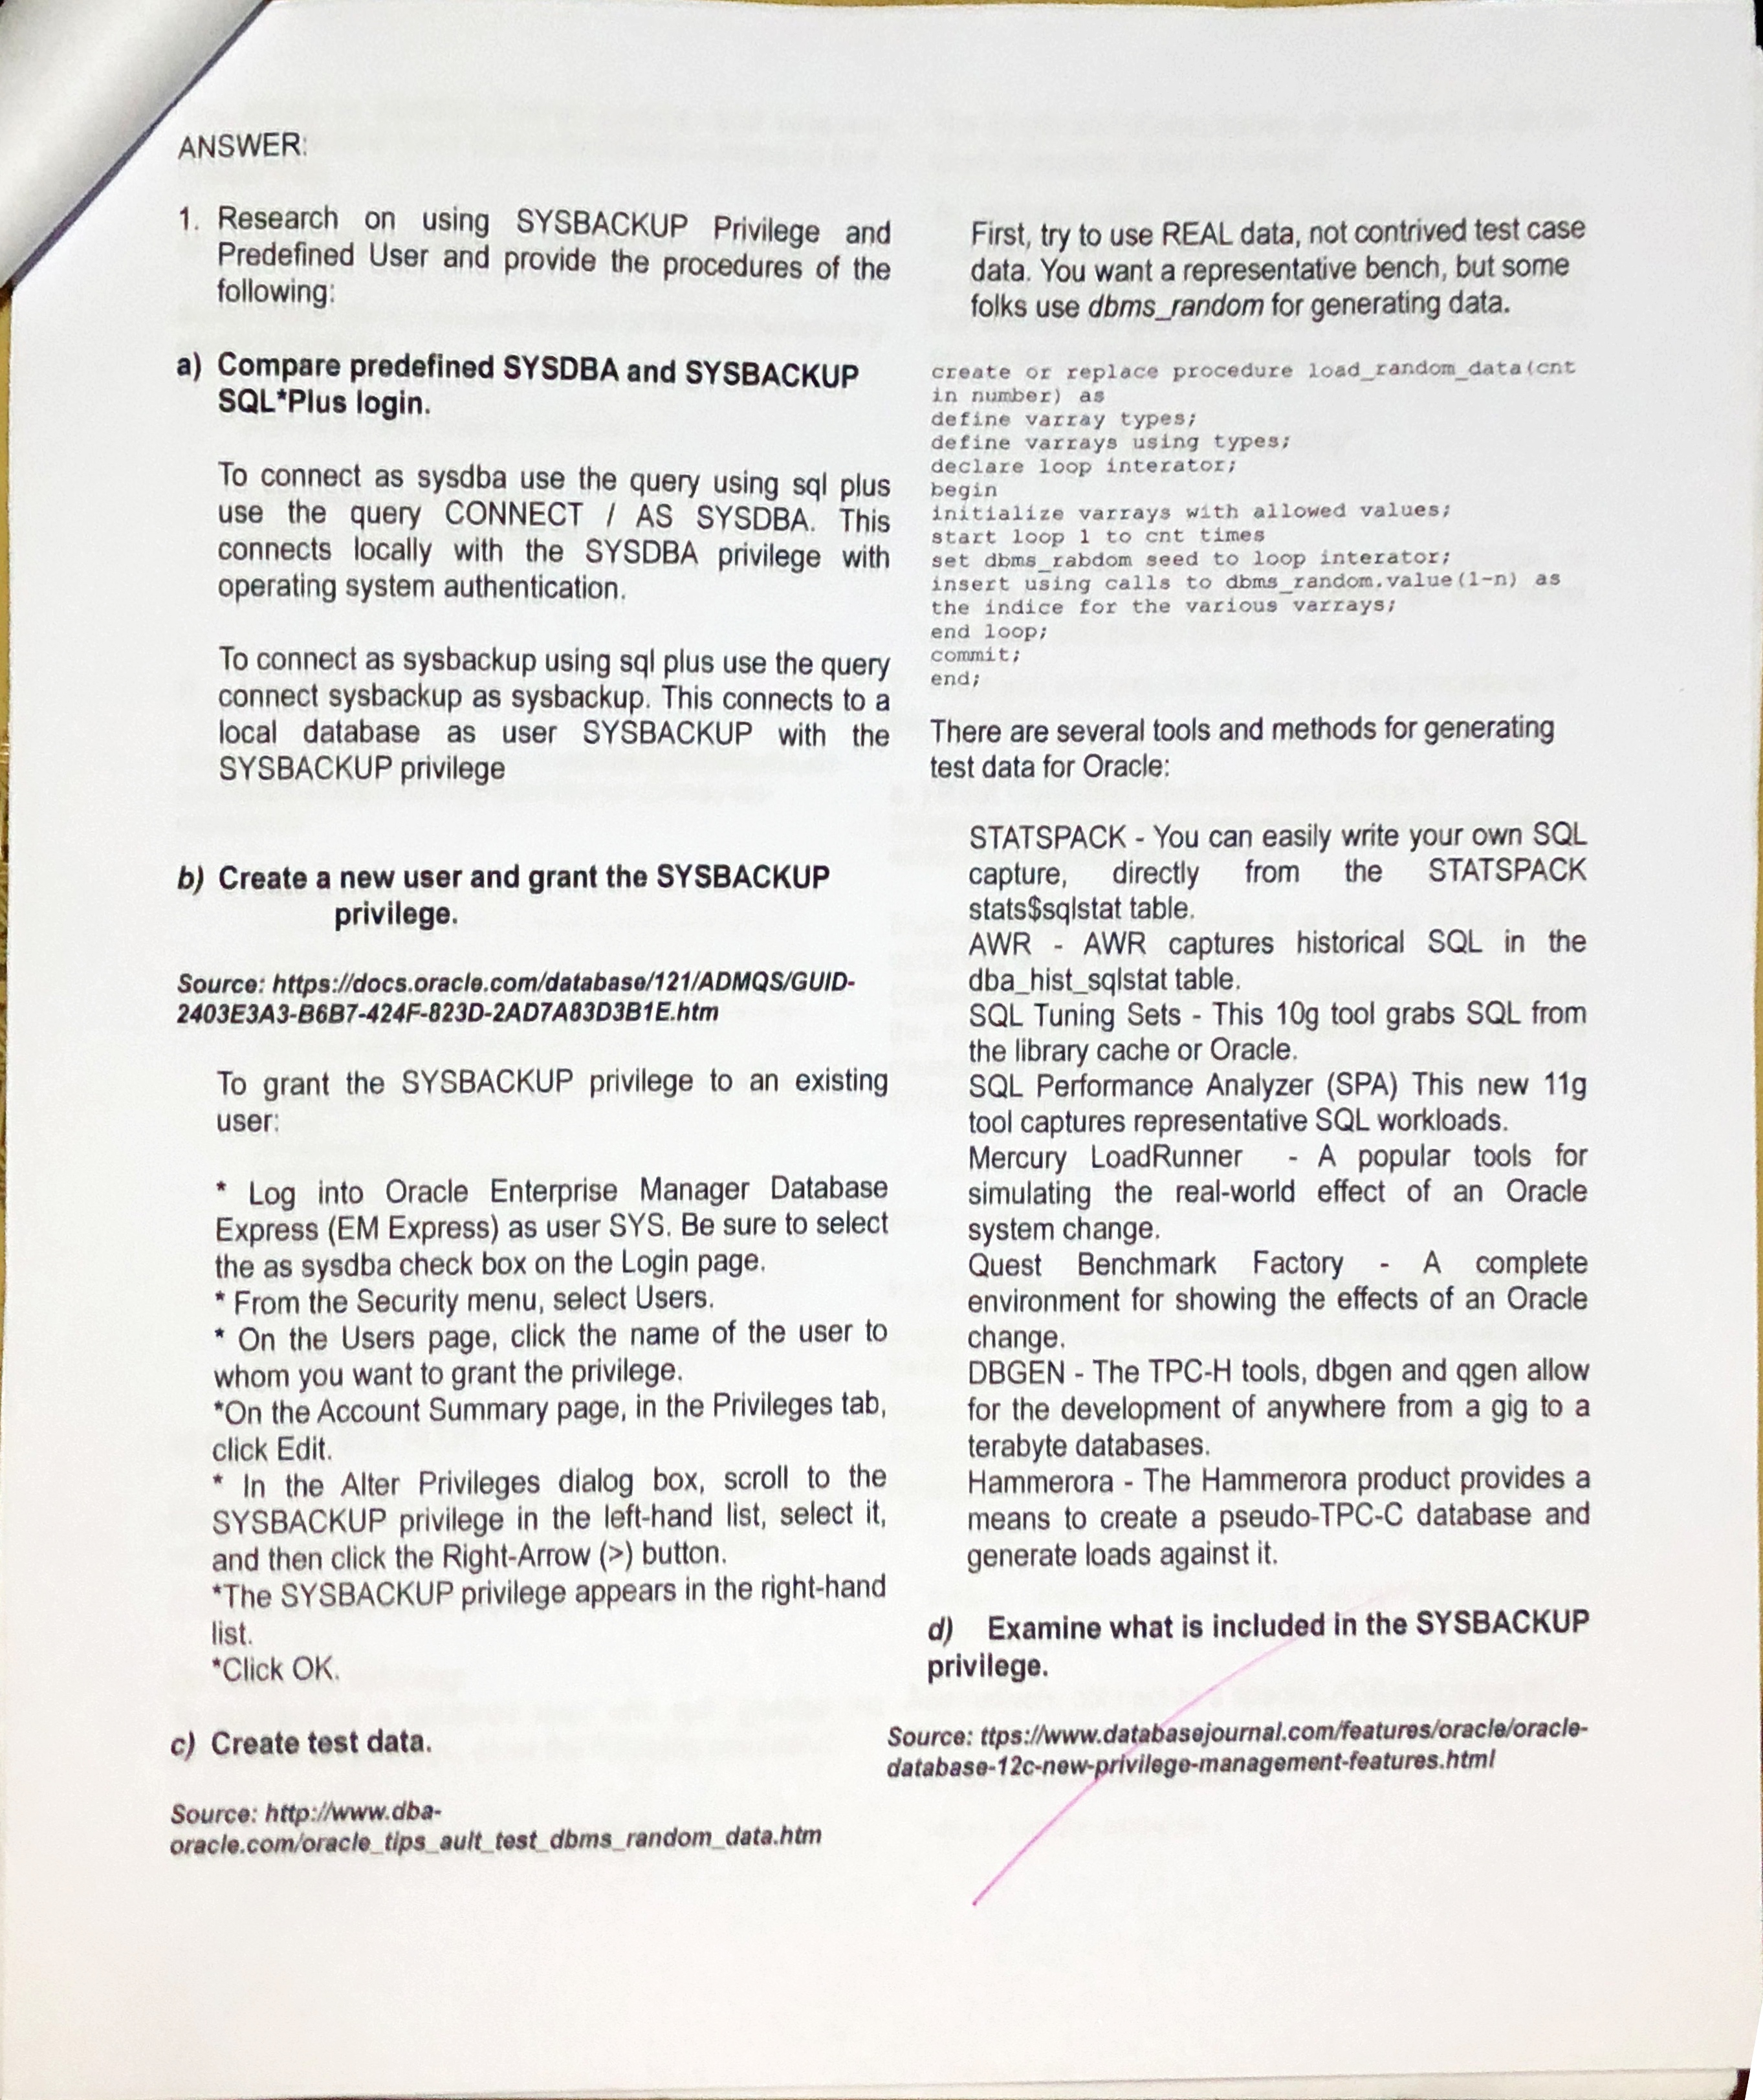 ANSWER:
1. Research on using SYSBACKUP Privilege and
Predefined User and provide the procedures of the
following:
a) Compare predefined SYSDBA and SYSBACKUP
SQL*Plus login.
To connect as sysdba use the query using sql plus
use the query CONNECT / AS SYSDBA. This
connects locally with the SYSDBA privilege with
operating system authentication.
To connect as sysbackup using sql plus use the query
connect sysbackup as sysbackup. This connects to a
local database as user SYSBACKUP with the
SYSBACKUP privilege
b) Create a new user and grant the SYSBACKUP
privilege.
Source: https://docs.oracle.com/database/121/ADMQS/GUID-
2403E3A3-B6B7-424F-823D-2AD7A83D3B1E.htm
To grant the SYSBACKUP privilege to an existing
user:
* Log into Oracle Enterprise Manager Database
Express (EM Express) as user SYS. Be sure to select
the as sysdba check box on the Login page.
* From the Security menu, select Users.
* On the Users page, click the name of the user to
whom you want to grant the privilege.
*On the Account Summary page, in the Privileges tab,
click Edit.
* In the Alter Privileges dialog box, scroll to the
SYSBACKUP privilege in the left-hand list, select it,
and then click the Right-Arrow (>) button.
*The SYSBACKUP privilege appears in the right-hand
list.
*Click OK.
c) Create test data.
Source: http://www.dba-
oracle.com/oracle_tips_ault_test_dbms_random_data.htm
First, try to use REAL data, not contrived test case
data. You want a representative bench, but some
folks use dbms_random for generating data.
create or replace procedure load_random_data(cnt
in number) as
define varray types;
define varrays using types;
declare loop interator;
begin
initialize varrays with allowed values;
start loop 1 to cnt times
set dbms_rabdom seed to loop interator;
insert using calls to dbms_random.value(1-n) as
the indice for the various varrays;
end loop;
commit;
end;
There are several tools and methods for generating
test data for Oracle:
STATSPACK - You can easily write your own SQL
capture, directly from the STATSPACK
stats$sqlstat table.
AWR - AWR captures historical SQL in the
dba_hist_sqlstat table.
SQL Tuning Sets - This 10g tool grabs SQL from
the library cache or Oracle.
SQL Performance Analyzer (SPA) This new 11g
tool captures representative SQL workloads.
Mercury LoadRunner - A popular tools for
simulating the real-world effect of an Oracle
system change.
Quest Benchmark Factory - A complete
environment for showing the effects of an Oracle
change.
DBGEN - The TPC-H tools, dbgen and qgen allow
for the development of anywhere from a gig to a
terabyte databases.
Hammerora - The Hammerora product provides a
means to create a pseudo-TPC-C database and
generate loads against it.
d) Examine what is included in the SYSBACKUP
privilege.
Source: ttps://www.databasejournal.com/features/oracle/oracle-
database-12c-new-privilege-management-features.html